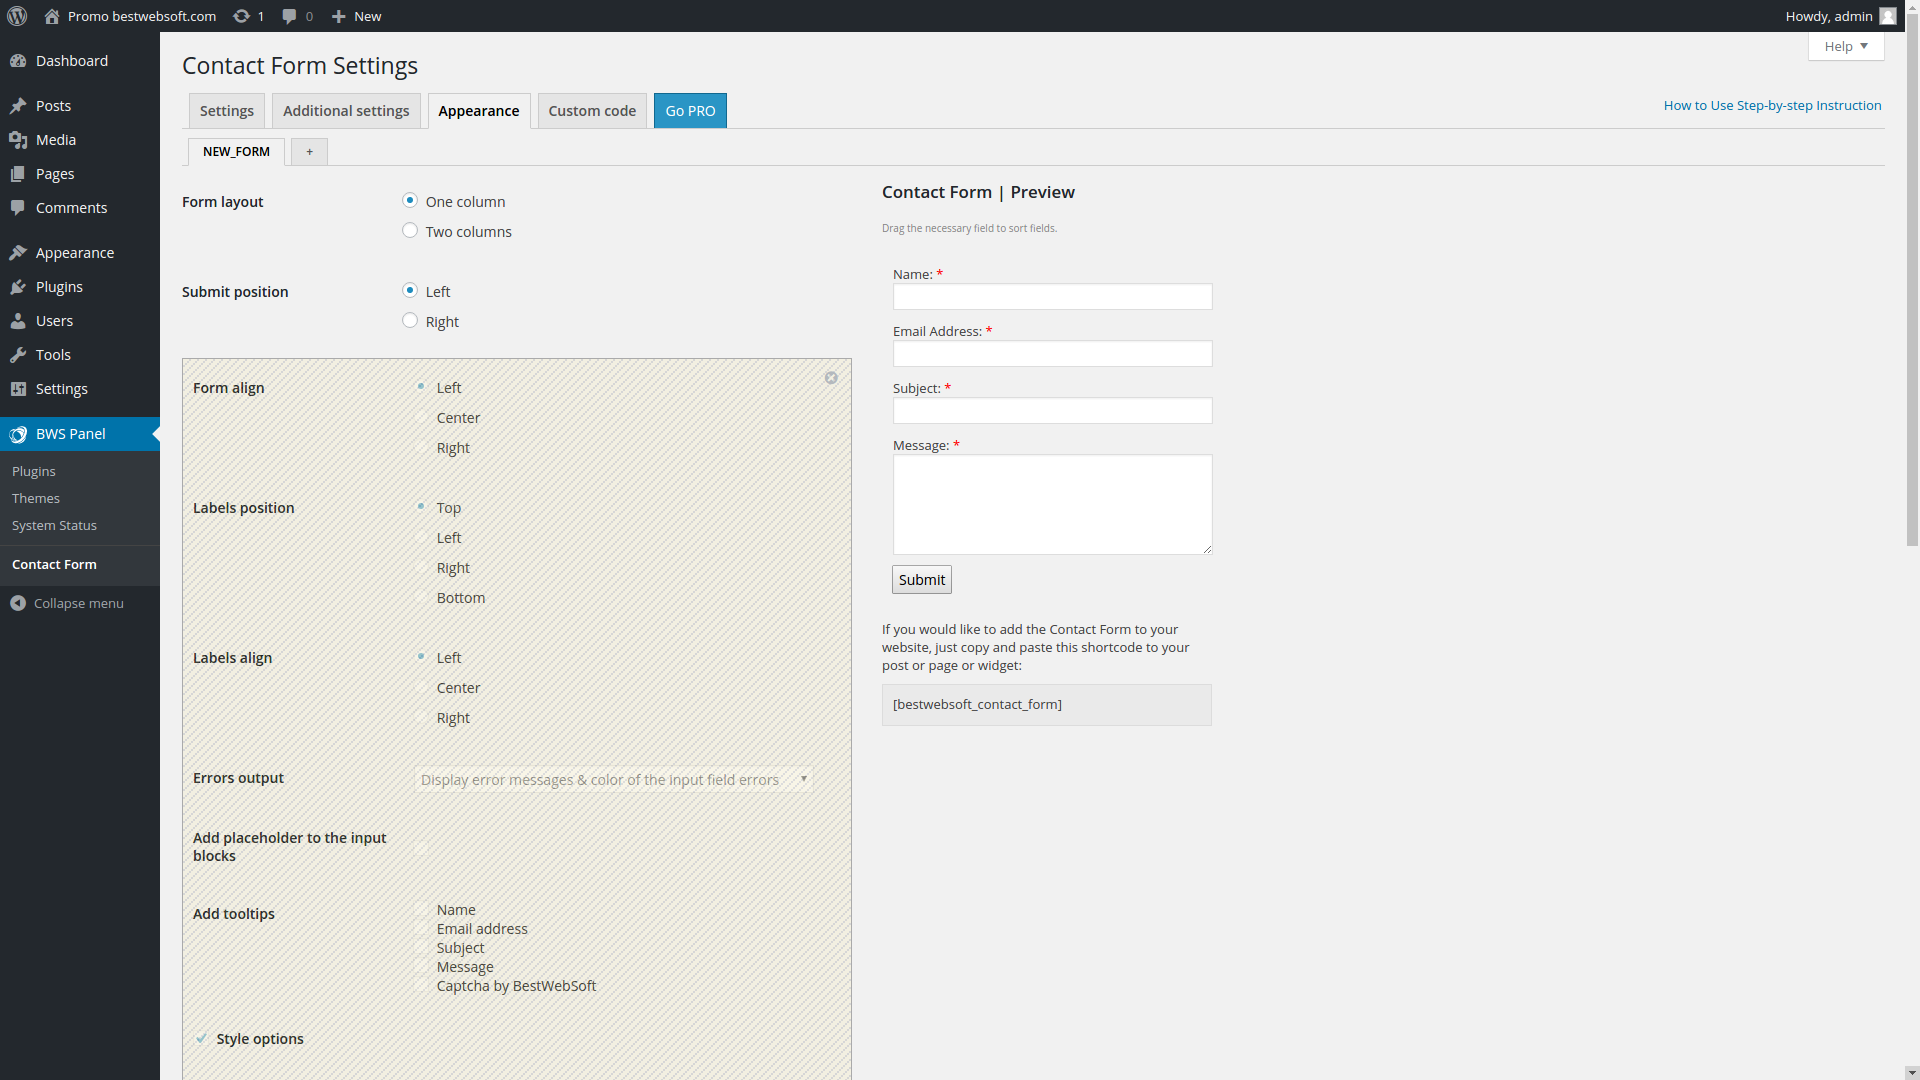 Promo bestwebsoft.com
1
0
New
Howdy, admin
Help
Dashboard
Posts
Media
Pages
Comments
Appearance
Plugins
Users
Tools
Settings
BWS Panel
Plugins
Themes
System Status
Contact Form
Collapse menu
Contact Form Settings
Settings
Additional settings
Appearance
Custom code
Go PRO
How to Use Step-by-step Instruction
NEW_FORM
+
Form layout
One column
Two columns
Submit position
Left
Right
Form align
Left
Center
Right
Labels position
Top
Left
Right
Bottom
Labels align
Left
Center
Right
Errors output
Display error messages & color of the input field errors
Add placeholder to the input
blocks
Add tooltips
Name
Email address
Subject
Message
Captcha by BestWebSoft
Style options
Contact Form | Preview
Drag the necessary field to sort fields.
Name: *
Email Address: *
Subject: *
Message: *
Submit
If you would like to add the Contact Form to your
website, just copy and paste this shortcode to your
post or page or widget:
[bestwebsoft_contact_form]